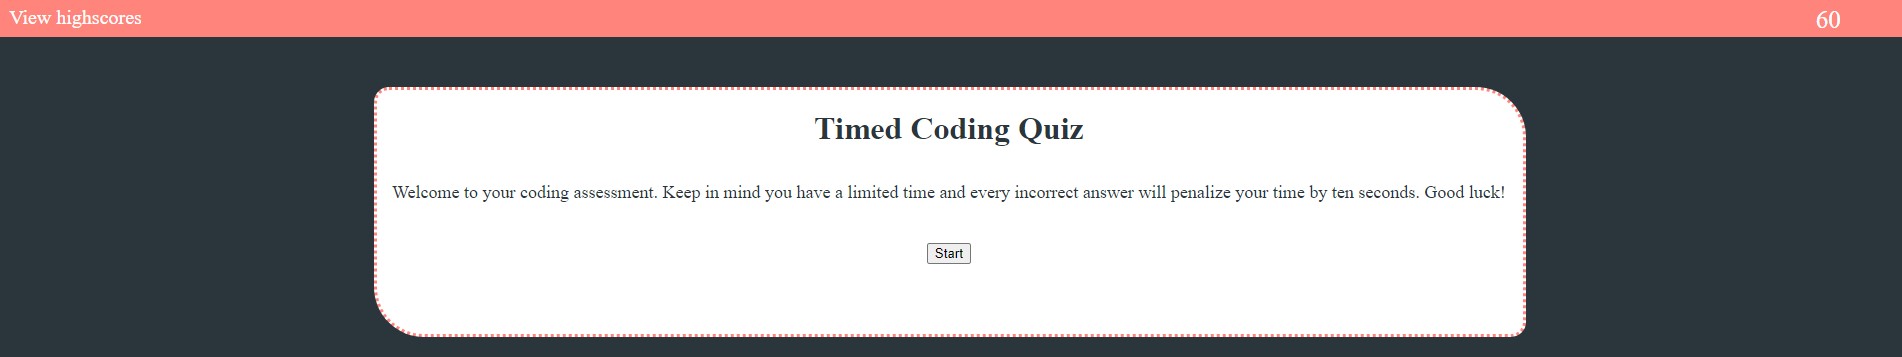 View highscores
60
Timed Coding Quiz
Welcome to your coding assessment. Keep in mind you have a limited time and every incorrect answer will penalize your time by ten seconds. Good luck!
Start